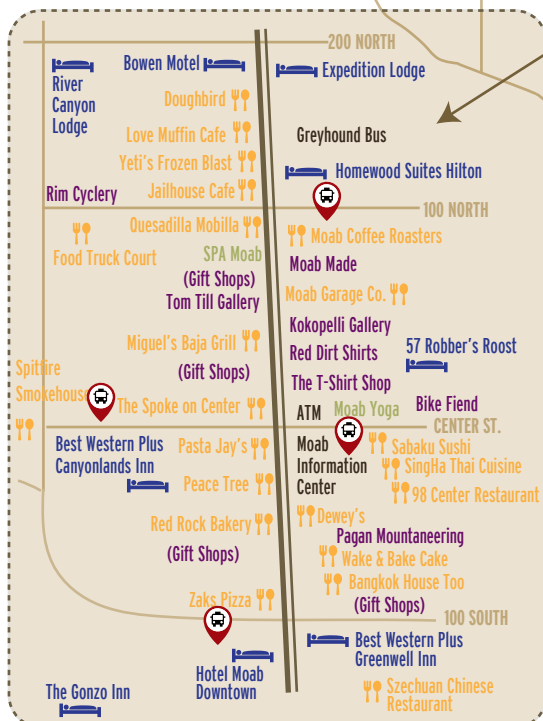 200 NORTH
Bowen Motel
Expedition Lodge
River
Canyon
Lodge
Doughbird
Love Muffin Cafe
Greyhound Bus
Yeti's Frozen Blast
Homewood Suites Hilton
Jailhouse Cafe
Rim Cyclery
100 NORTH
Quesadilla Mobilla
Moab Coffee Roasters
Food Truck Court
SPA Moab
Moab Made
(Gift Shops)
Tom Till Gallery
Moab Garage Co.
Kokopelli Gallery
Miguel's Baja Grill
Red Dirt Shirts
57 Robber's Roost
(Gift Shops)
The T-Shirt Shop
Spitfire
Smokehouse
The Spoke on Center
ATM
Moab Yoga
Bike Fiend
CENTER ST.
Best Western Plus
Canyonlands Inn
Pasta Jay's
Moab
Information
Center
Sabaku Sushi
SingHa Thai Cuisine
Peace Tree
98 Center Restaurant
Red Rock Bakery
Dewey's
Pagan Mountaneering
(Gift Shops)
Wake & Bake Cake
Bangkok House Too
Zaks Pizza
(Gift Shops)
100 SOUTH
Best Western Plus
Greenwell Inn
Hotel Moab
Downtown
The Gonzo Inn
Szechuan Chinese
Restaurant